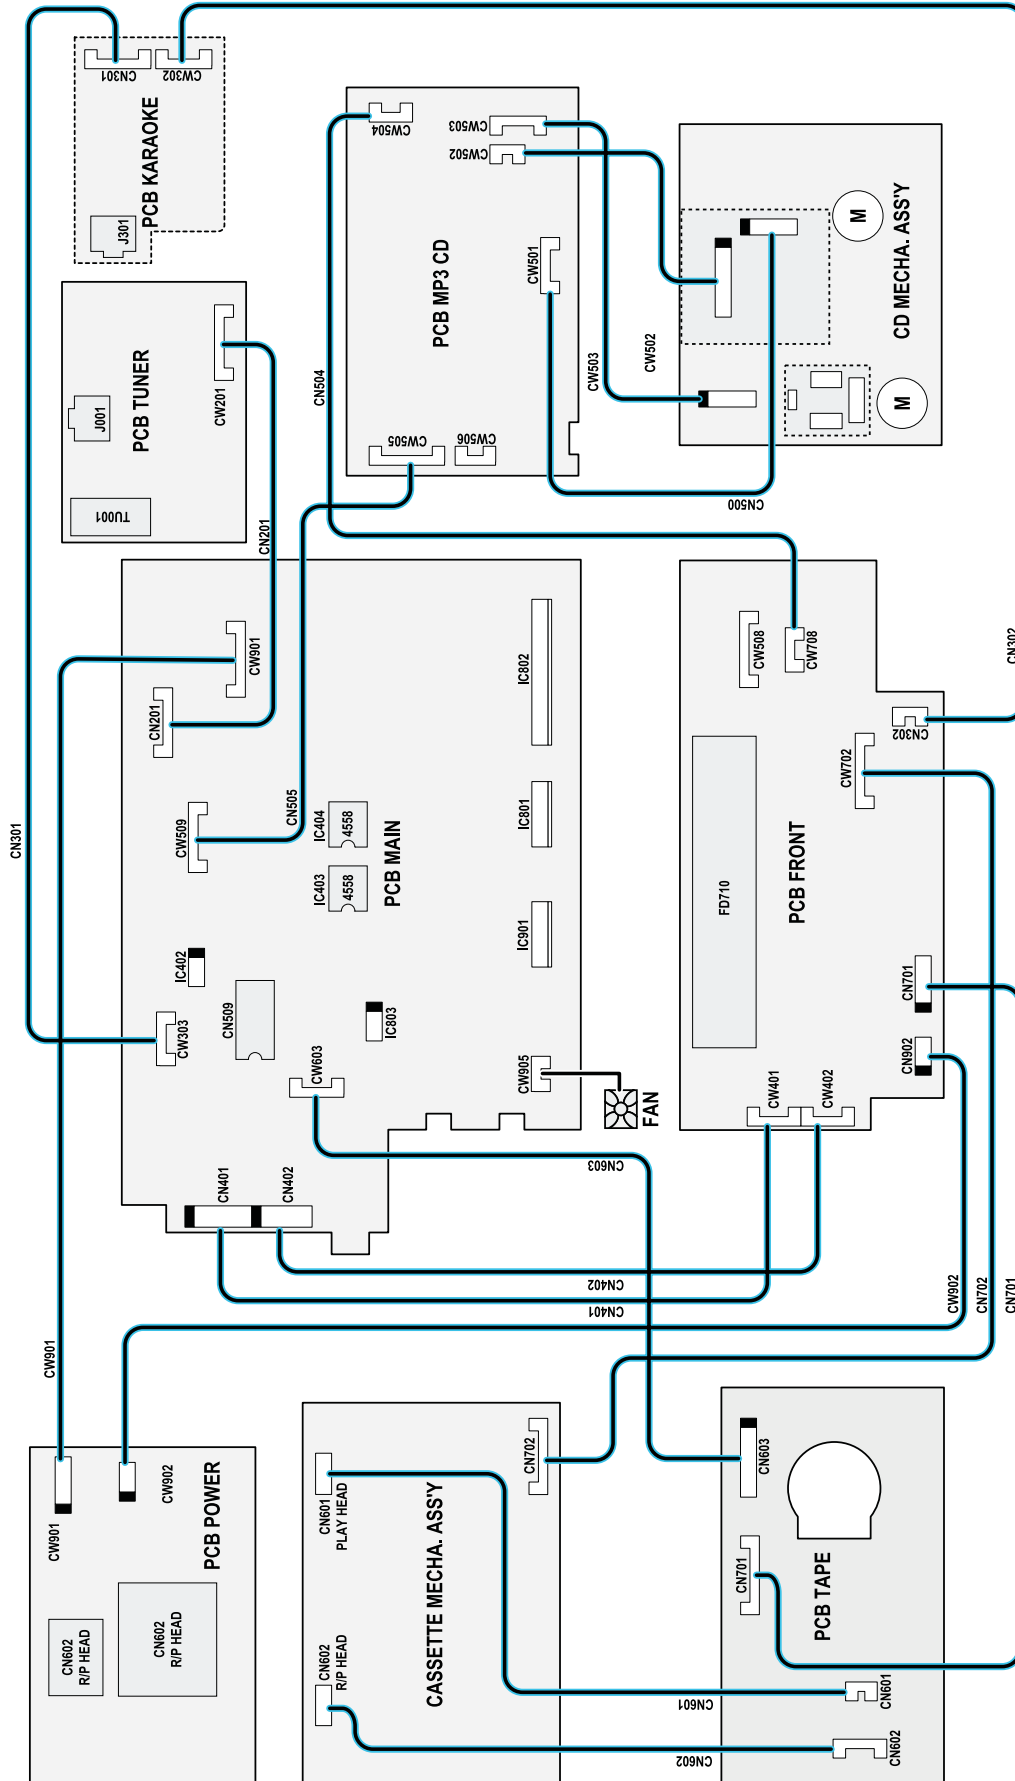 CN301
CW302
PCB KARAOKE
J301
PCB TUNER
J001
TU001
CW201
CN201
CN301
CW504
CW503
CW502
PCB MP3 CD
CW501
CW505
CW506
CN504
CW503
CW502
CN500
CD MECHA. ASS'Y
M
M
CW901
CN201
CW509
CN505
IC404
4558
IC403
4558
PCB MAIN
IC802
IC801
IC901
IC402
CN509
CW303
IC803
CW603
CW905
FAN
CN401
CN402
CN603
CN402
CN401
CW508
CW708
CN302
CN302
CW702
FD710
PCB FRONT
CN701
CN902
CW401
CW402
CW902
CN702
CN701
CW901
CW901
CW902
PCB POWER
CN602
R/P HEAD
CN602
R/P HEAD
CN601
PLAY HEAD
CN702
CASSETTE MECHA. ASS'Y
CN602
R/P HEAD
CN601
CN602
CN603
CN701
PCB TAPE
CN601
CN602